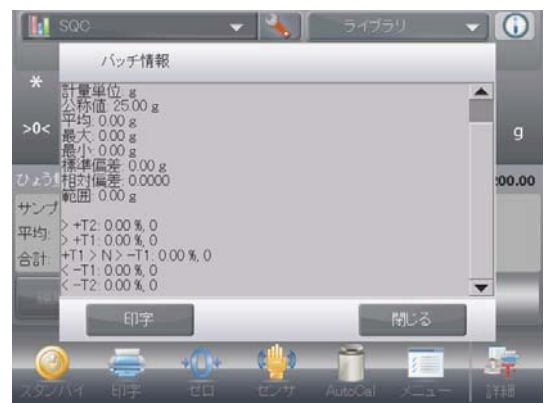 SQC
ライブラリ
バッチ情報
*
>0<
g
計量単位: g
公称値: 25.00 g
平均: 0.00 g
最大: 0.00 g
最小: 0.00 g
標準偏差: 0.00 g
相対偏差: 0.0000
範囲: 0.00 g
> +T2: 0.00 %, 0
> +T1: 0.00 %, 0
+T1 > N > -T1: 0.00 %, 0
< -T1: 0.00 %, 0
< -T2: 0.00 %, 0
ひょう
:00.00
サンプ
平均:
合計:
印字
閉じる
スタンバイ
印字
ゼロ
センサ
AutoCal
メニュー
詳細